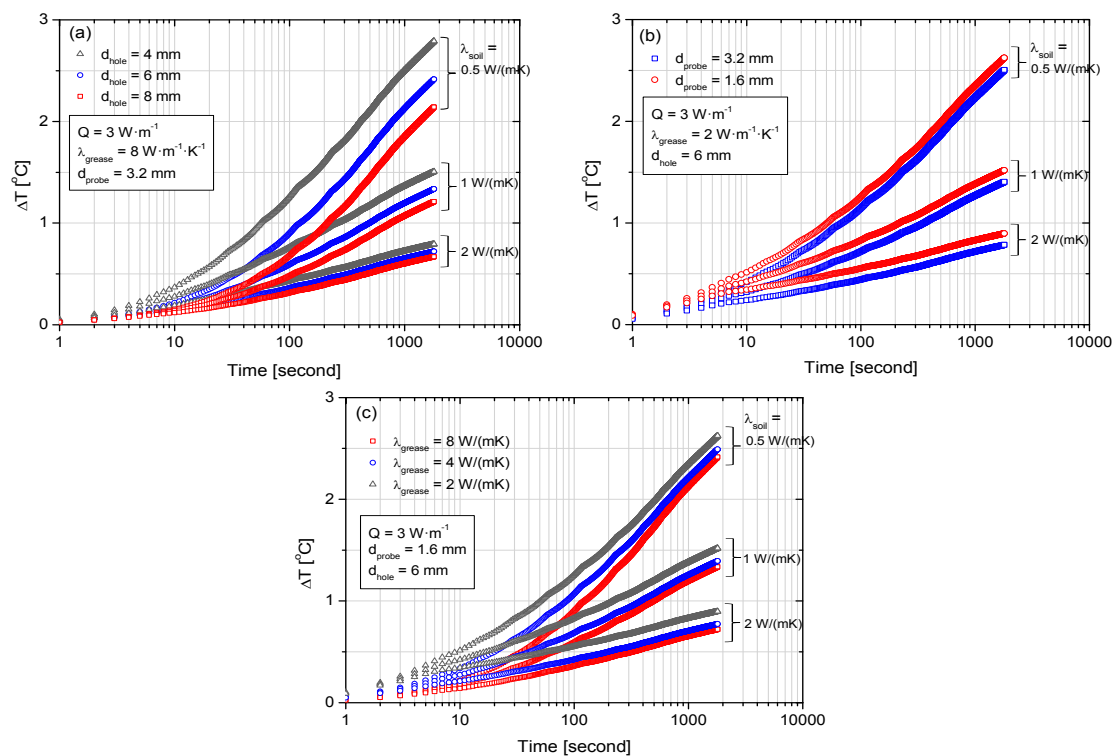 (a)
d_hole = 4 mm
d_hole = 6 mm
d_hole = 8 mm
Q = 3 W·m⁻¹
λ_grease = 8 W·m⁻¹·K⁻¹
d_probe = 3.2 mm
λ_soil =
0.5 W/(mK)
1 W/(mK)
2 W/(mK)
3
2
1
0
ΔT [°C]
1
10
100
1000
10000
Time [second]
(b)
d_probe = 3.2 mm
d_probe = 1.6 mm
Q = 3 W·m⁻¹
λ_grease = 2 W·m⁻¹·K⁻¹
d_hole = 6 mm
λ_soil =
0.5 W/(mK)
1 W/(mK)
2 W/(mK)
3
2
1
0
ΔT [°C]
1
10
100
1000
10000
Time [second]
(c)
λ_grease = 8 W/(mK)
λ_grease = 4 W/(mK)
λ_grease = 2 W/(mK)
Q = 3 W·m⁻¹
d_probe = 1.6 mm
d_hole = 6 mm
λ_soil =
0.5 W/(mK)
1 W/(mK)
2 W/(mK)
3
2
1
0
ΔT [°C]
1
10
100
1000
10000
Time [second]